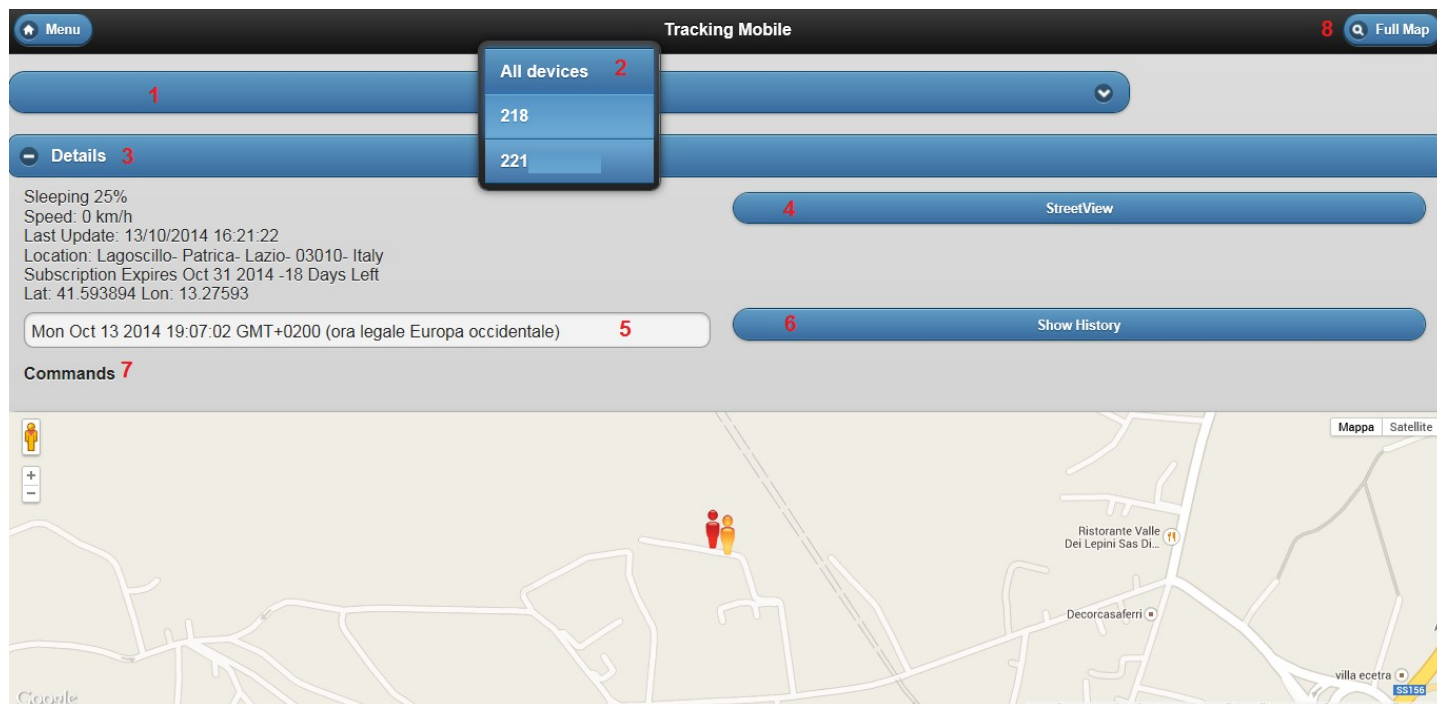 Menu
Tracking Mobile
8
Full Map
All devices 2
1
218
221
Details 3
Sleeping 25%
Speed: 0 km/h
Last Update: 13/10/2014 16:21:22
Location: Lagoscillo- Patrica- Lazio- 03010- Italy
Subscription Expires Oct 31 2014 -18 Days Left
Lat: 41.593894 Lon: 13.27593
4 StreetView
Mon Oct 13 2014 19:07:02 GMT+0200 (ora legale Europa occidentale) 5
6 Show History
Commands 7
Mappa Satellite
+
−
Ristorante Valle
Dei Lepini Sas Di...
Decorcasaferri
villa ecetra
SS156
Google